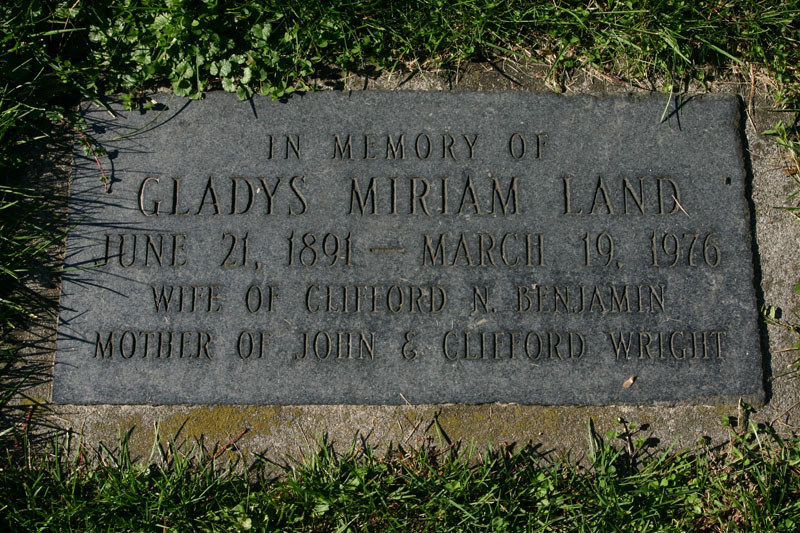 IN MEMORY OF
GLADYS MIRIAM LAND
JUNE 21, 1891 — MARCH 19, 1976
WIFE OF CLIFFORD N. BENJAMIN
MOTHER OF JOHN & CLIFFORD WRIGHT